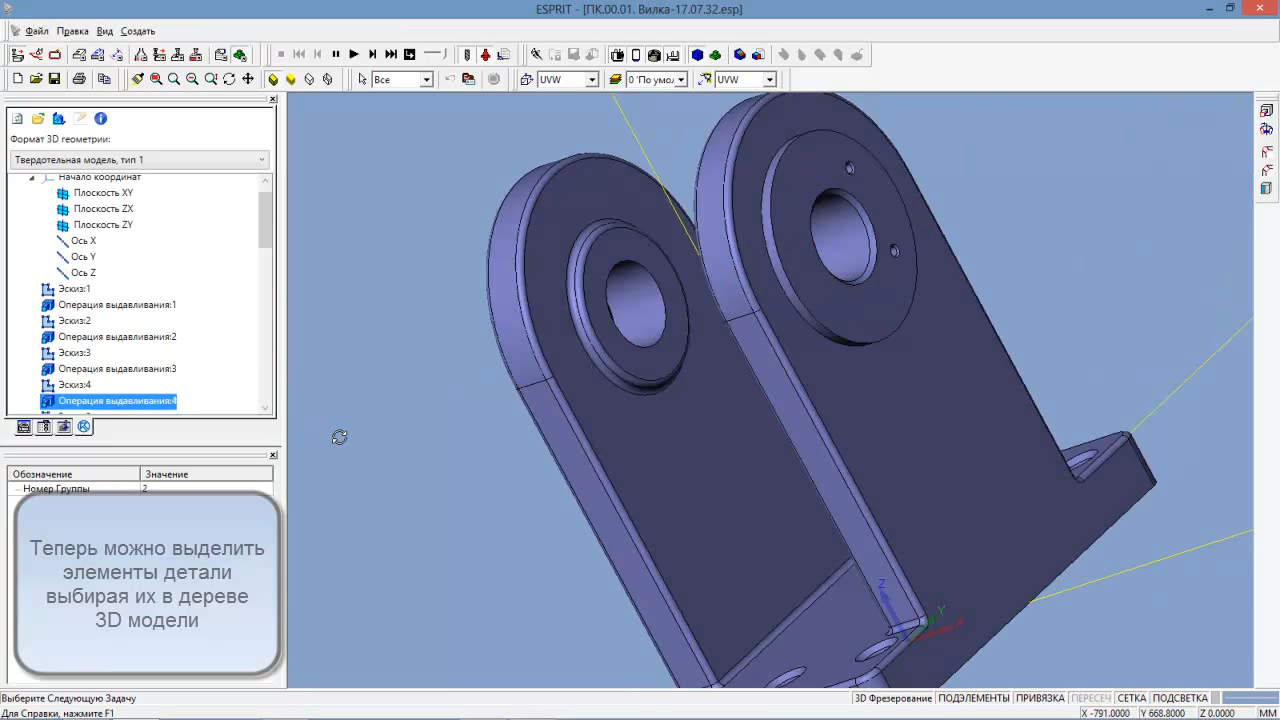 ESPRIT - [ПК.00.01. Вилка-17.07.32.esp]
Файл Правка Вид Создать
Все
UVW
0 'По умол
UVW
Формат 3D геометрии:
Твердотельная модель, тип 1
Начало координат
Плоскость XY
Плоскость ZX
Плоскость ZY
Ось X
Ось Y
Ось Z
Эскиз:1
Операция выдавливания:1
Эскиз:2
Операция выдавливания:2
Эскиз:3
Операция выдавливания:3
Эскиз:4
Операция выдавливания:4
Обозначение Значение
Номер Группы 2
Теперь можно выделить
элементы детали
выбирая их в дереве
3D модели
Z
Y
X
Выберите Следующую Задачу
3D Фрезерование ПОДЭЛЕМЕНТЫ ПРИВЯЗКА ПЕРЕСЕЧ СЕТКА ПОДСВЕТКА
Для Справки, нажмите F1
X -791.0000 Y 668.8000 Z 0.0000 ММ